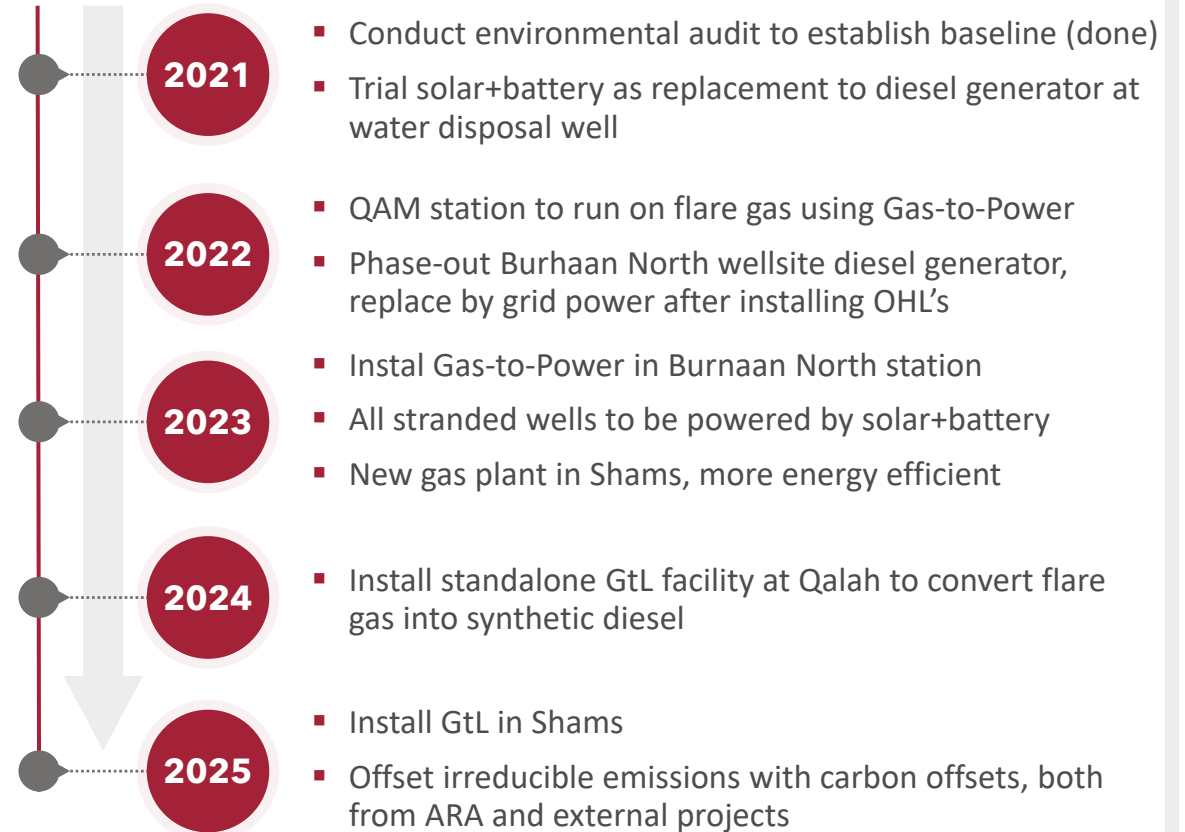 2021
▪ Conduct environmental audit to establish baseline (done)
▪ Trial solar+battery as replacement to diesel generator at
water disposal well
2022
▪ QAM station to run on flare gas using Gas-to-Power
▪ Phase-out Burhaan North wellsite diesel generator,
replace by grid power after installing OHL’s
2023
▪ Instal Gas-to-Power in Burnaan North station
▪ All stranded wells to be powered by solar+battery
▪ New gas plant in Shams, more energy efficient
2024
▪ Install standalone GtL facility at Qalah to convert flare
gas into synthetic diesel
2025
▪ Install GtL in Shams
▪ Offset irreducible emissions with carbon offsets, both
from ARA and external projects